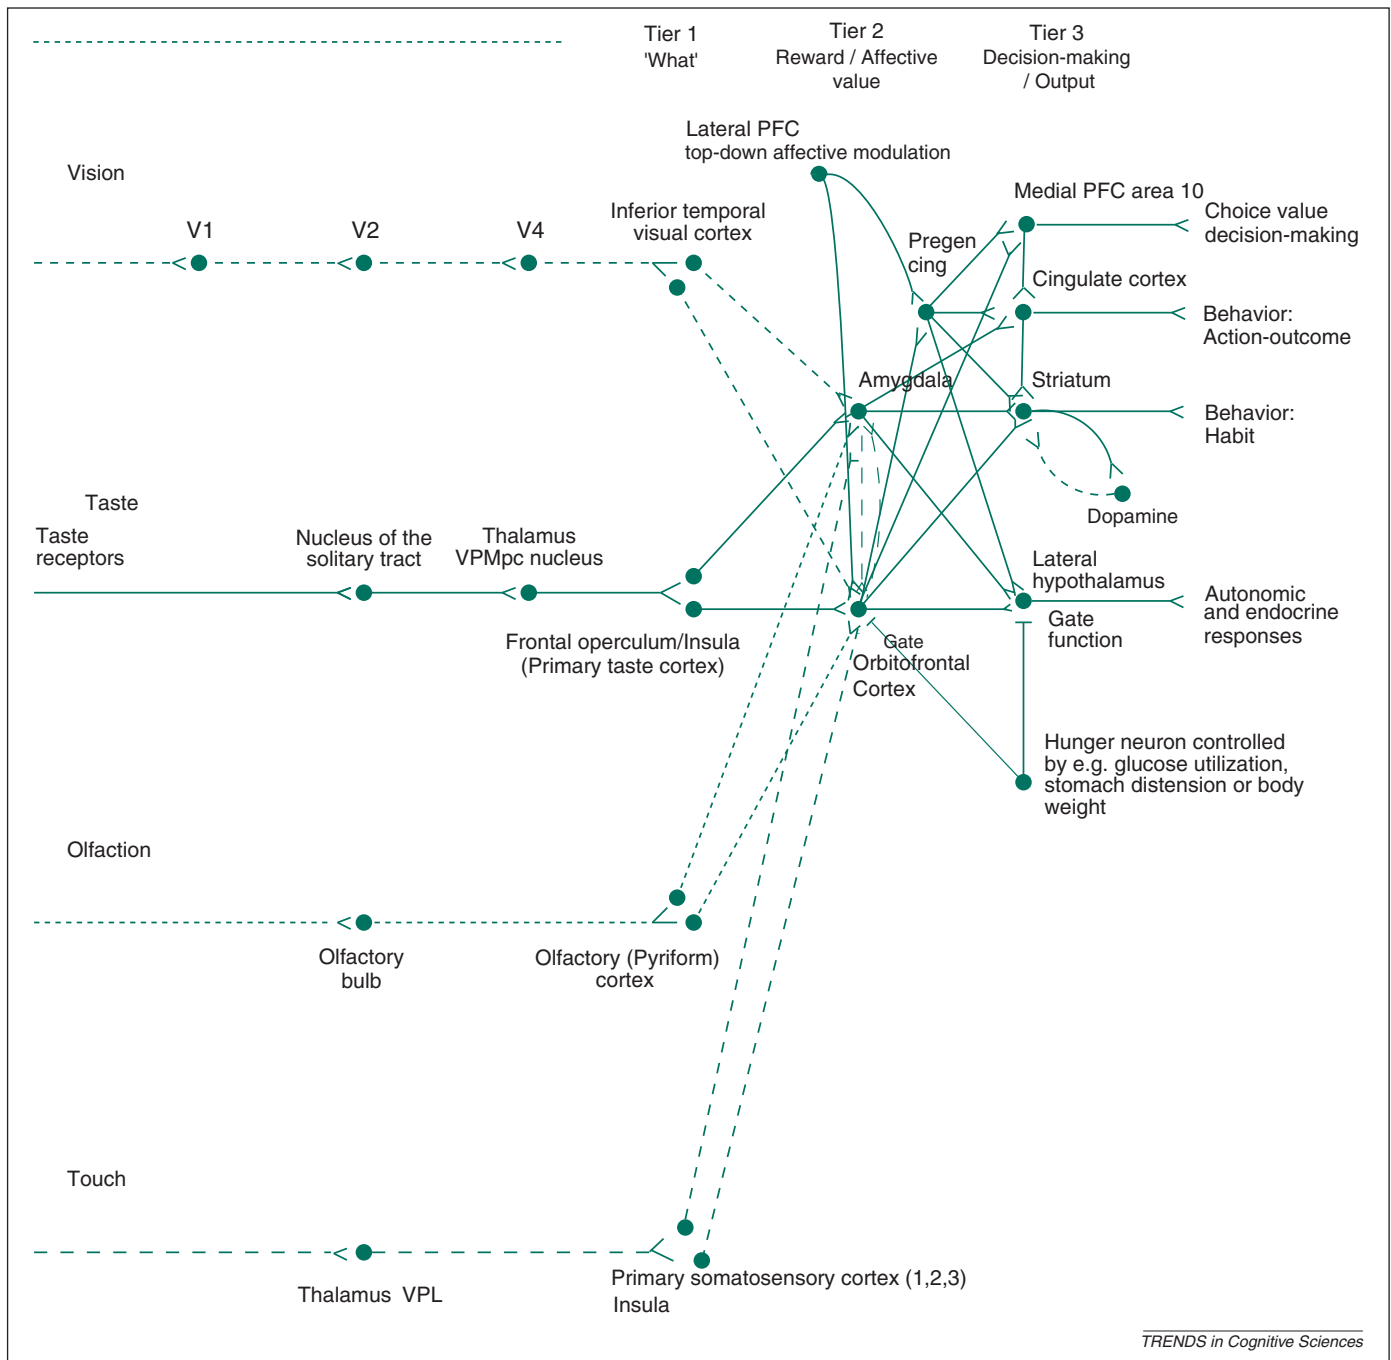 Tier 1
'What'
Tier 2
Reward / Affective
value
Tier 3
Decision-making
/ Output
Lateral PFC
top-down affective modulation
Vision
V1
V2
V4
Inferior temporal
visual cortex
Pregen
cing
Medial PFC area 10
Choice value
decision-making
Cingulate cortex
Behavior:
Action-outcome
Amygdala
Striatum
Behavior:
Habit
Dopamine
Taste
Taste
receptors
Nucleus of the
solitary tract
Thalamus
VPMpc nucleus
Frontal operculum/Insula
(Primary taste cortex)
Gate
Orbitofrontal
Cortex
Lateral
hypothalamus
Gate
function
Autonomic
and endocrine
responses
Hunger neuron controlled
by e.g. glucose utilization,
stomach distension or body
weight
Olfaction
Olfactory
bulb
Olfactory (Pyriform)
cortex
Touch
Thalamus VPL
Primary somatosensory cortex (1,2,3)
Insula
TRENDS in Cognitive Sciences